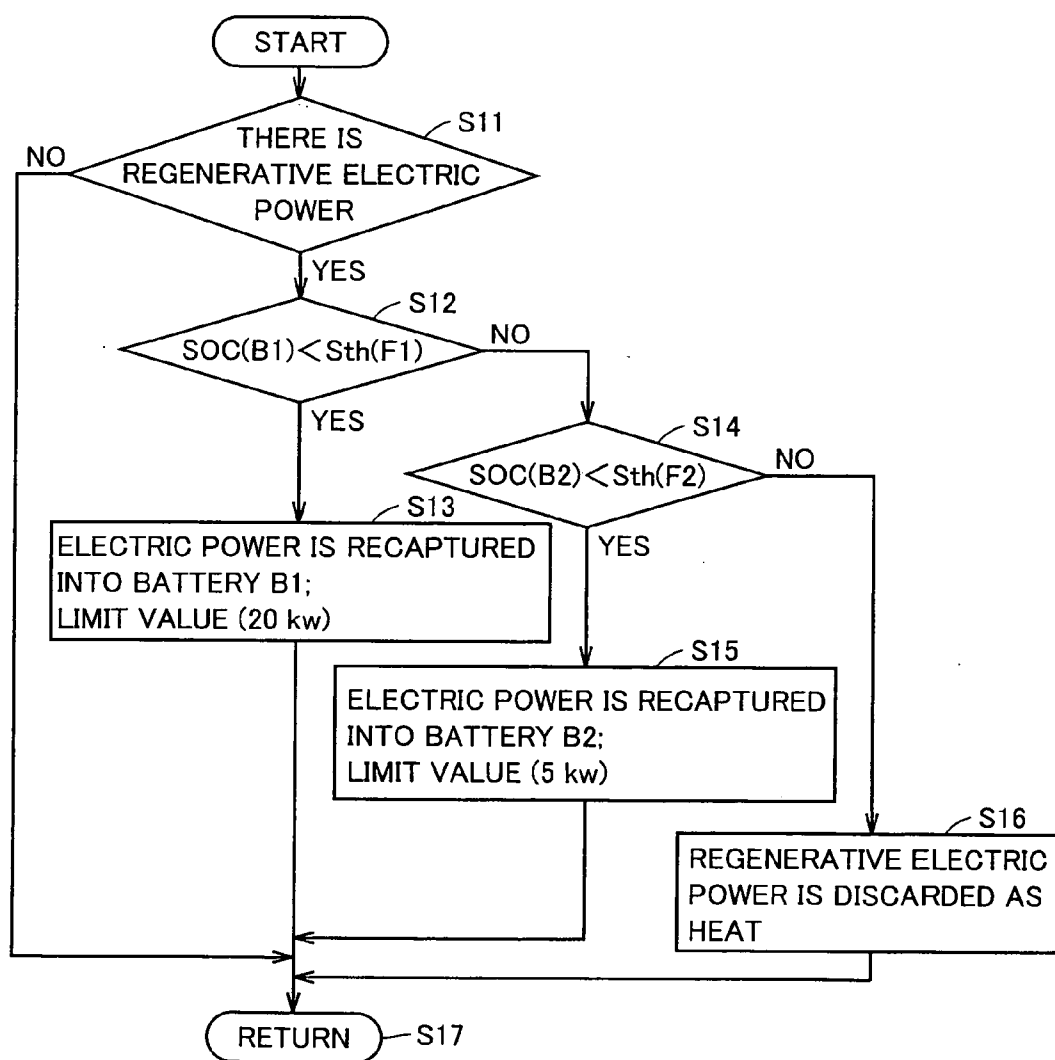 START
S11
THERE IS
REGENERATIVE ELECTRIC
POWER
NO
YES
S12
SOC(B1)<Sth(F1)
NO
YES
S14
SOC(B2)<Sth(F2)
NO
YES
S13
ELECTRIC POWER IS RECAPTURED
INTO BATTERY B1;
LIMIT VALUE (20 kw)
S15
ELECTRIC POWER IS RECAPTURED
INTO BATTERY B2;
LIMIT VALUE (5 kw)
S16
REGENERATIVE ELECTRIC
POWER IS DISCARDED AS
HEAT
RETURN
S17